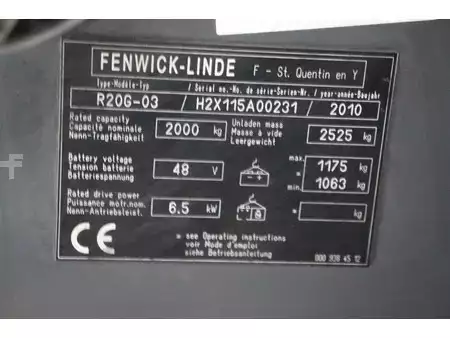 FENWICK-LINDE F - St. Quentin en Y
Type-Modèle-Typ / Serial no.-No. de série-Serien-Nr. / year-année-Baujahr
R20G-03 / H2X115A00231 / 2010
Rated capacity
Capacité nominale
Nenn-Tragfähigkeit
2000 kg
Unladen mass
Masse à vide
Leergewicht
2525 kg
Battery voltage
Tension batterie
Batteriespannung
48 V
max. 1175 kg
min. 1063 kg
Rated drive power
Puissance motr.nom.
Nenn-Antriebsleist.
6.5 kW
= kg
CE
* see Operating instructions
voir Mode d'emploi
siehe Betriebsanleitung
000 938 45 12
F